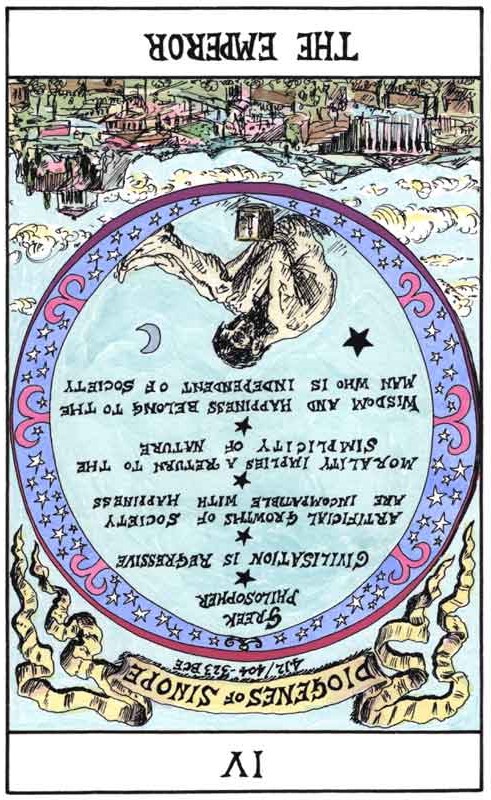 IV
DIOGENES OF SINOPE
412/404-323 BCE
GREEK
PHILOSOPHER
CIVILISATION IS REGRESSIVE
ARTIFICIAL GROWTHS OF SOCIETY
ARE INCOMPATIBLE WITH HAPPINESS
MORALITY IMPLIES A RETURN TO THE
SIMPLICITY OF NATURE
WISDOM AND HAPPINESS BELONG TO THE
MAN WHO IS INDEPENDENT OF SOCIETY
THE EMPEROR